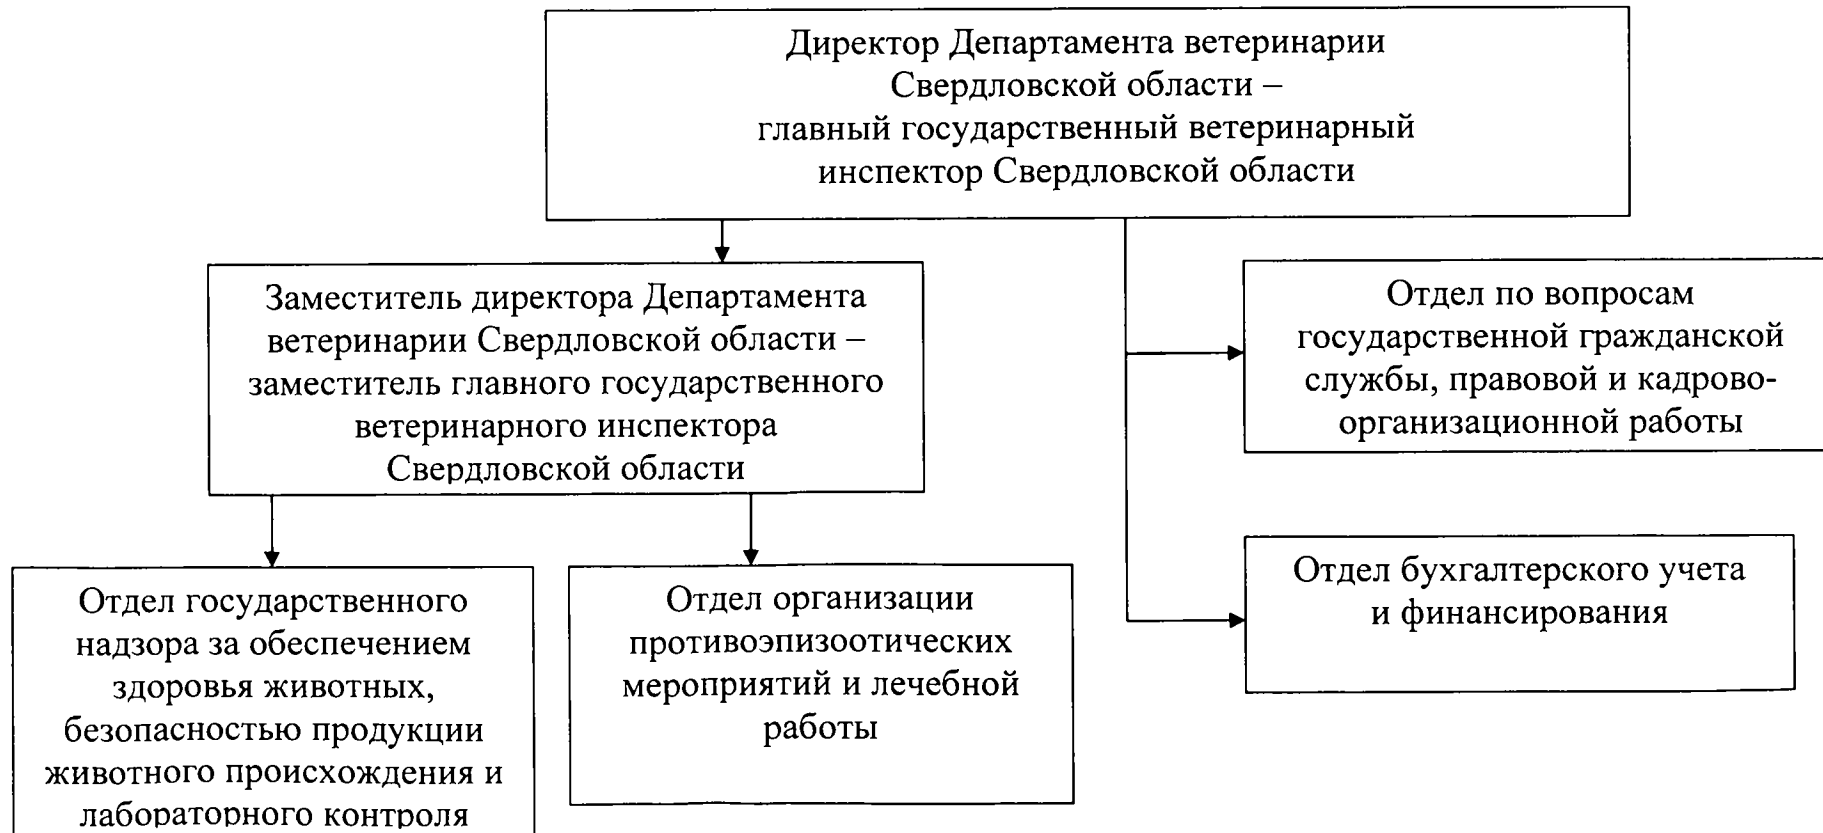 Директор Департамента ветеринарии
Свердловской области –
главный государственный ветеринарный
инспектор Свердловской области
Заместитель директора Департамента
ветеринарии Свердловской области –
заместитель главного государственного
ветеринарного инспектора
Свердловской области
Отдел по вопросам
государственной гражданской
службы, правовой и кадрово-
организационной работы
Отдел бухгалтерского учета
и финансирования
Отдел государственного
надзора за обеспечением
здоровья животных,
безопасностью продукции
животного происхождения и
лабораторного контроля
Отдел организации
противоэпизоотических
мероприятий и лечебной
работы